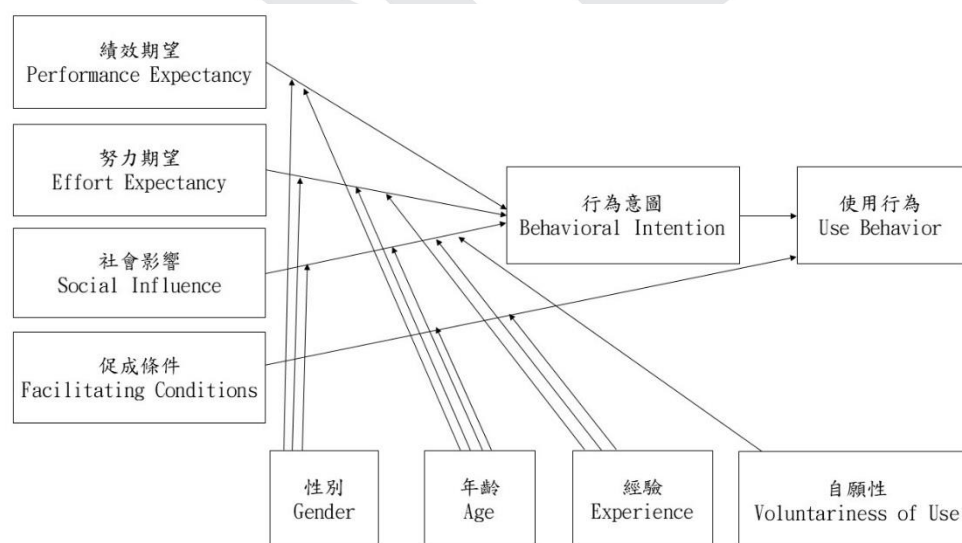 績效期望
Performance Expectancy
努力期望
Effort Expectancy
社會影響
Social Influence
促成條件
Facilitating Conditions
行為意圖
Behavioral Intention
使用行為
Use Behavior
性別
Gender
年齡
Age
經驗
Experience
自願性
Voluntariness of Use